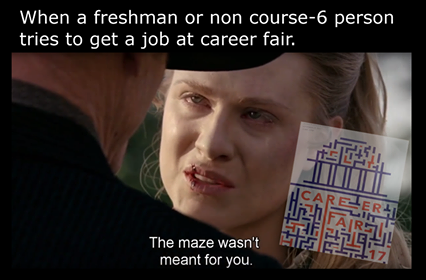 When a freshman or non course-6 person
tries to get a job at career fair.
CAREER
FAIR
17
The maze wasn't
meant for you.